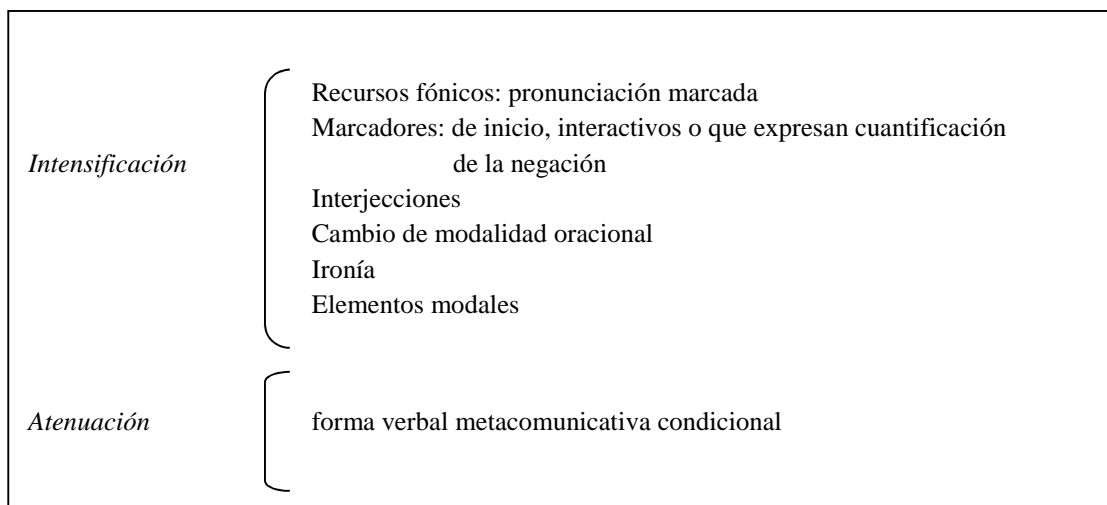 Recursos fónicos: pronunciación marcada
Marcadores: de inicio, interactivos o que expresan cuantificación
Intensificación de la negación
Interjecciones
Cambio de modalidad oracional
Ironía
Elementos modales
Atenuación forma verbal metacomunicativa condicional